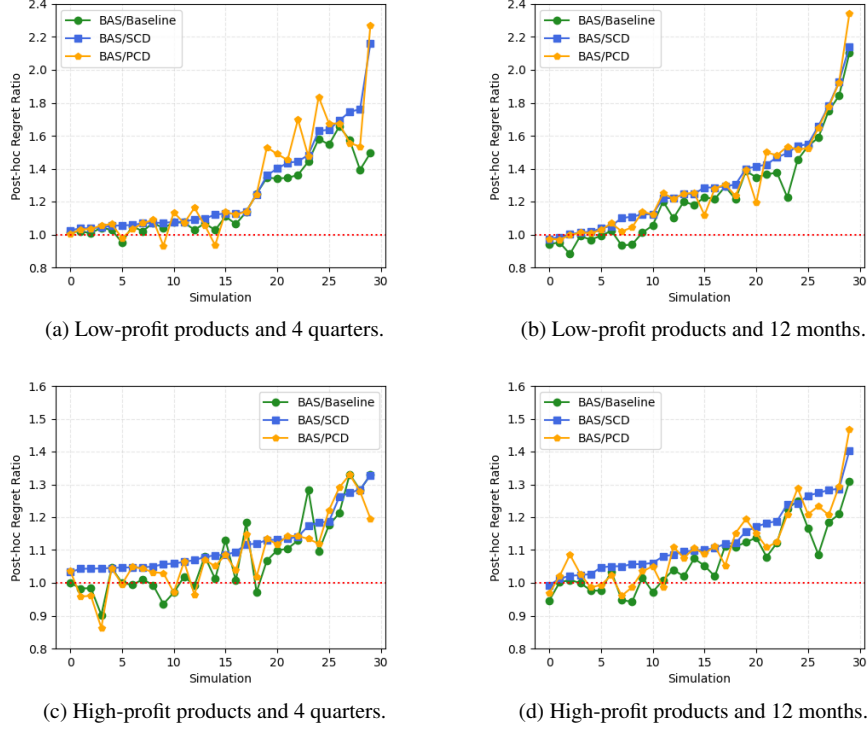 2.4
2.2
2.0
1.8
1.6
1.4
1.2
1.0
0.8
Post-hoc Regret Ratio
BAS/Baseline
BAS/SCD
BAS/PCD
0 5 10 15 20 25 30
Simulation
(a) Low-profit products and 4 quarters.
2.4
2.2
2.0
1.8
1.6
1.4
1.2
1.0
0.8
Post-hoc Regret Ratio
BAS/Baseline
BAS/SCD
BAS/PCD
0 5 10 15 20 25 30
Simulation
(b) Low-profit products and 12 months.
1.6
1.5
1.4
1.3
1.2
1.1
1.0
0.9
0.8
Post-hoc Regret Ratio
BAS/Baseline
BAS/SCD
BAS/PCD
0 5 10 15 20 25 30
Simulation
(c) High-profit products and 4 quarters.
1.6
1.5
1.4
1.3
1.2
1.1
1.0
0.9
0.8
Post-hoc Regret Ratio
BAS/Baseline
BAS/SCD
BAS/PCD
0 5 10 15 20 25 30
Simulation
(d) High-profit products and 12 months.